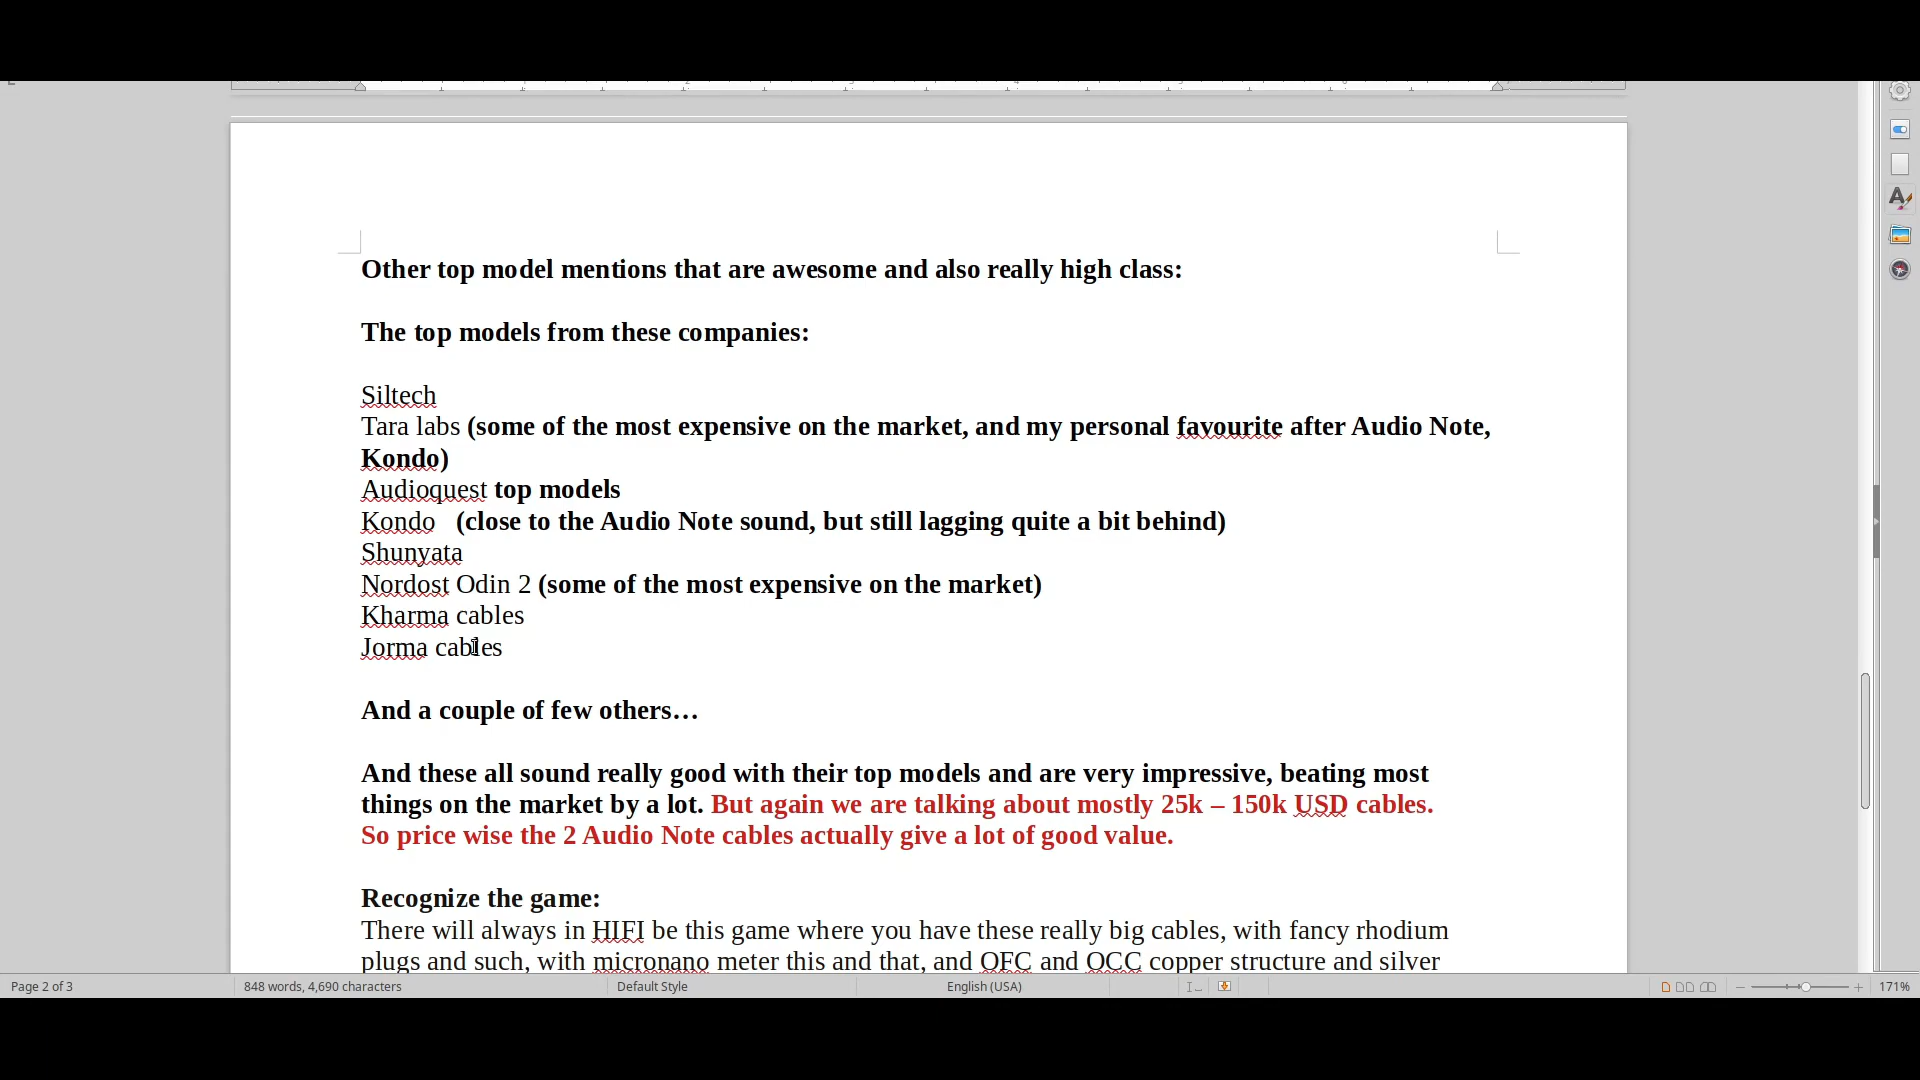 Other top model mentions that are awesome and also really high class:
The top models from these companies:
Siltech
Tara labs (some of the most expensive on the market, and my personal favourite after Audio Note,
Kondo)
Audioquest top models
Kondo (close to the Audio Note sound, but still lagging quite a bit behind)
Shunyata
Nordost Odin 2 (some of the most expensive on the market)
Kharma cables
Jorma cables
And a couple of few others…
And these all sound really good with their top models and are very impressive, beating most
things on the market by a lot. But again we are talking about mostly 25k – 150k USD cables.
So price wise the 2 Audio Note cables actually give a lot of good value.
Recognize the game:
There will always in HIFI be this game where you have these really big cables, with fancy rhodium
plugs and such, with micronano meter this and that, and OFC and OCC copper structure and silver
Page 2 of 3
848 words, 4,690 characters
Default Style
English (USA)
171%